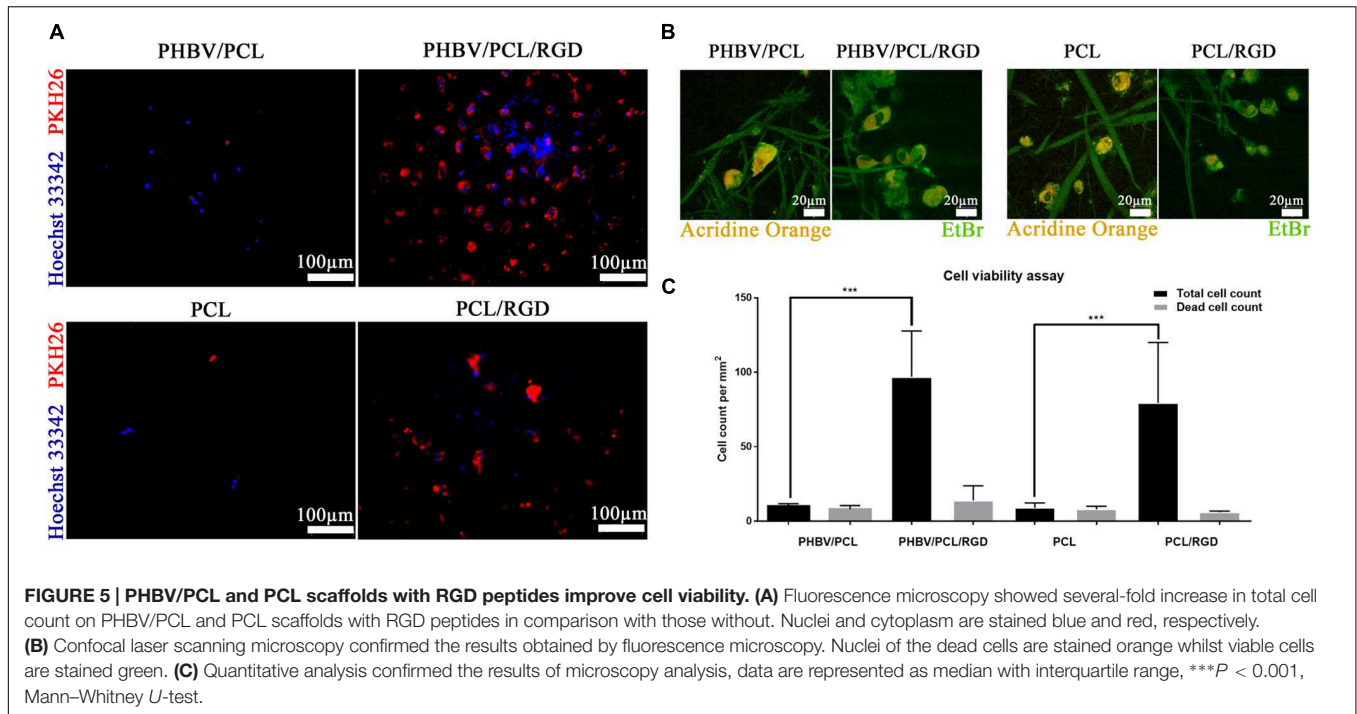 A
PHBV/PCL
PHBV/PCL/RGD
Hoechst 33342 PKH26
100µm
100µm
PCL
PCL/RGD
Hoechst 33342 PKH26
100µm
100µm
B
PHBV/PCL
PHBV/PCL/RGD
PCL
PCL/RGD
20µm
20µm
20µm
20µm
Acridine Orange
EtBr
Acridine Orange
EtBr
C
Cell viability assay
Total cell count
Dead cell count
***
***
Cell count per mm²
150
100
50
0
PHBV/PCL
PHBV/PCL/RGD
PCL
PCL/RGD
FIGURE 5 | PHBV/PCL and PCL scaffolds with RGD peptides improve cell viability. (A) Fluorescence microscopy showed several-fold increase in total cell
count on PHBV/PCL and PCL scaffolds with RGD peptides in comparison with those without. Nuclei and cytoplasm are stained blue and red, respectively.
(B) Confocal laser scanning microscopy confirmed the results obtained by fluorescence microscopy. Nuclei of the dead cells are stained orange whilst viable cells
are stained green. (C) Quantitative analysis confirmed the results of microscopy analysis, data are represented as median with interquartile range, ***P < 0.001,
Mann–Whitney U-test.